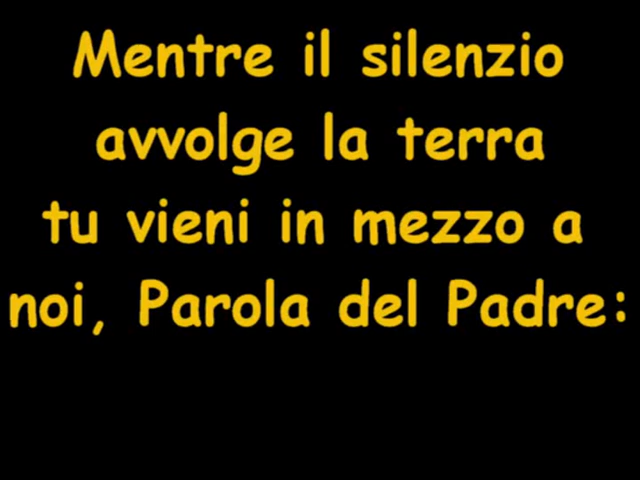 Mentre il silenzio
avvolge la terra
tu vieni in mezzo a
noi, Parola del Padre: